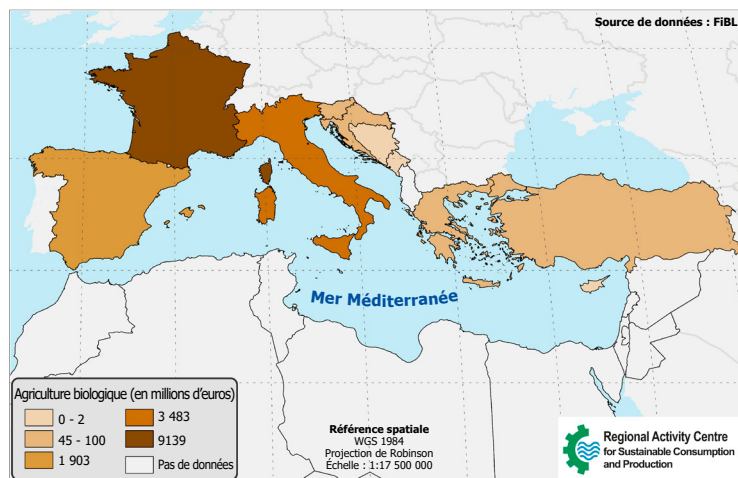 Source de données : FiBL
Mer Méditerranée
Agriculture biologique (en millions d'euros)
0 - 2
3 483
45 - 100
9139
1 903
Pas de données
Référence spatiale
WGS 1984
Projection de Robinson
Échelle : 1:17 500 000
Regional Activity Centre
for Sustainable Consumption
and Production